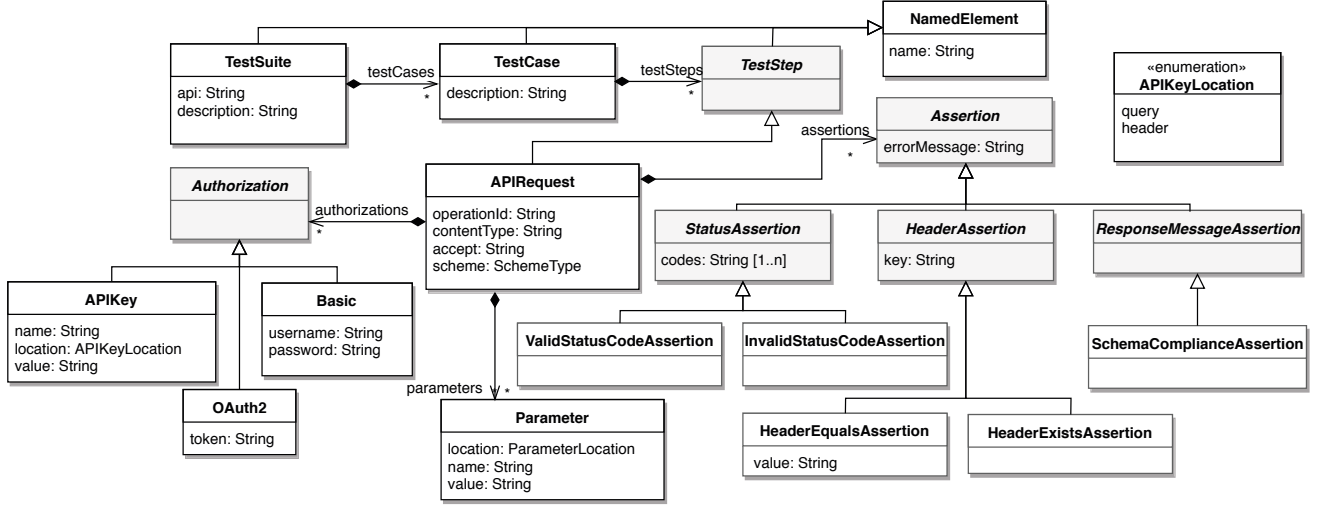 NamedElement
name: String
TestSuite
api: String
description: String
testCases
*
TestCase
description: String
testSteps
*
TestStep
«enumeration»
APIKeyLocation
query
header
assertions
*
Assertion
errorMessage: String
Authorization
authorizations
*
APIRequest
operationId: String
contentType: String
accept: String
scheme: SchemeType
StatusAssertion
codes: String [1..n]
HeaderAssertion
key: String
ResponseMessageAssertion
APIKey
name: String
location: APIKeyLocation
value: String
Basic
username: String
password: String
ValidStatusCodeAssertion
InvalidStatusCodeAssertion
SchemaComplianceAssertion
OAuth2
token: String
parameters
*
Parameter
location: ParameterLocation
name: String
value: String
HeaderEqualsAssertion
value: String
HeaderExistsAssertion